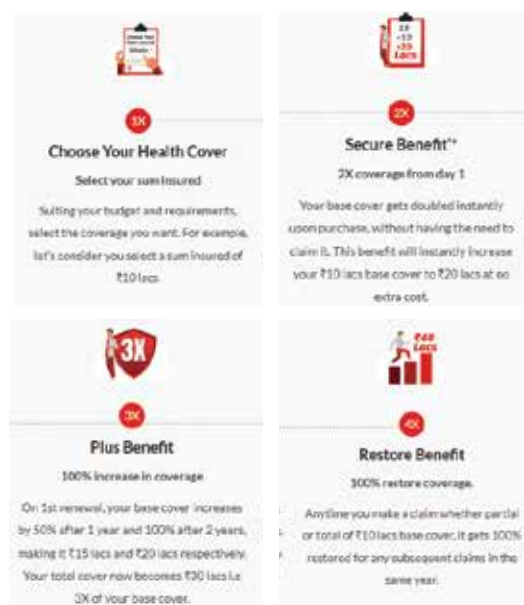 1X
Choose Your Health Cover
Select your sum insured
Suiting your budget and requirements,
select the coverage you want. For example,
let's consider you select a sum insured of
₹10 lacs.
10
+10
=20
Lacs
2X
Secure Benefit*+
2X coverage from day 1
Your base cover gets doubled instantly
upon purchase, without having the need to
claim it. This benefit will instantly increase
your ₹10 lacs base cover to ₹20 lacs at no
extra cost.
3X
3X
Plus Benefit
100% increase in coverage
On 1st renewal, your base cover increases
by 50% after 1 year and 100% after 2 years,
making it ₹15 lacs and ₹20 lacs respectively.
Your total cover now becomes ₹30 lacs i.e
3X of your base cover.
₹40
Lacs
4X
Restore Benefit
100% restore coverage.
Anytime you make a claim whether partial
or total of ₹10 lacs base cover, it gets 100%
restored for any subsequent claims in the
same year.